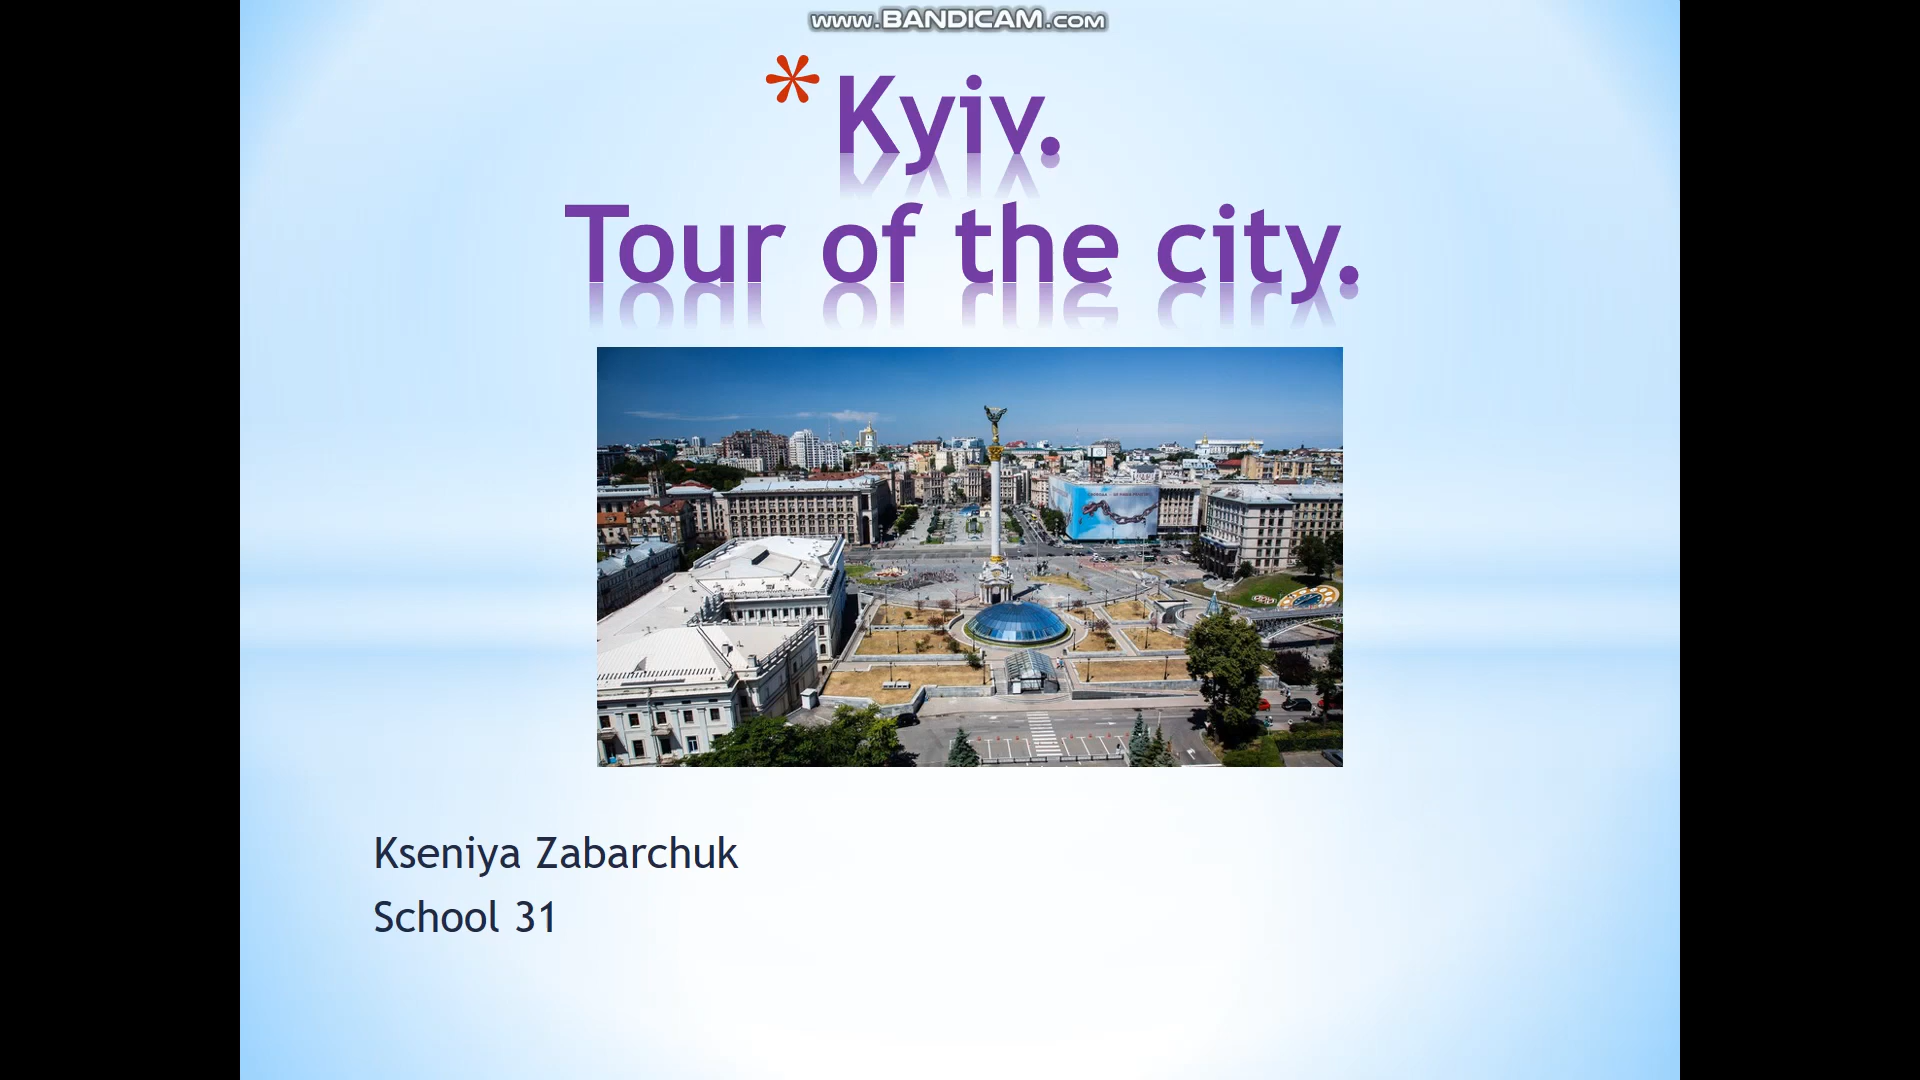 www.BANDICAM.com
* Kyiv.
Tour of the city.
Kseniya Zabarchuk
School 31